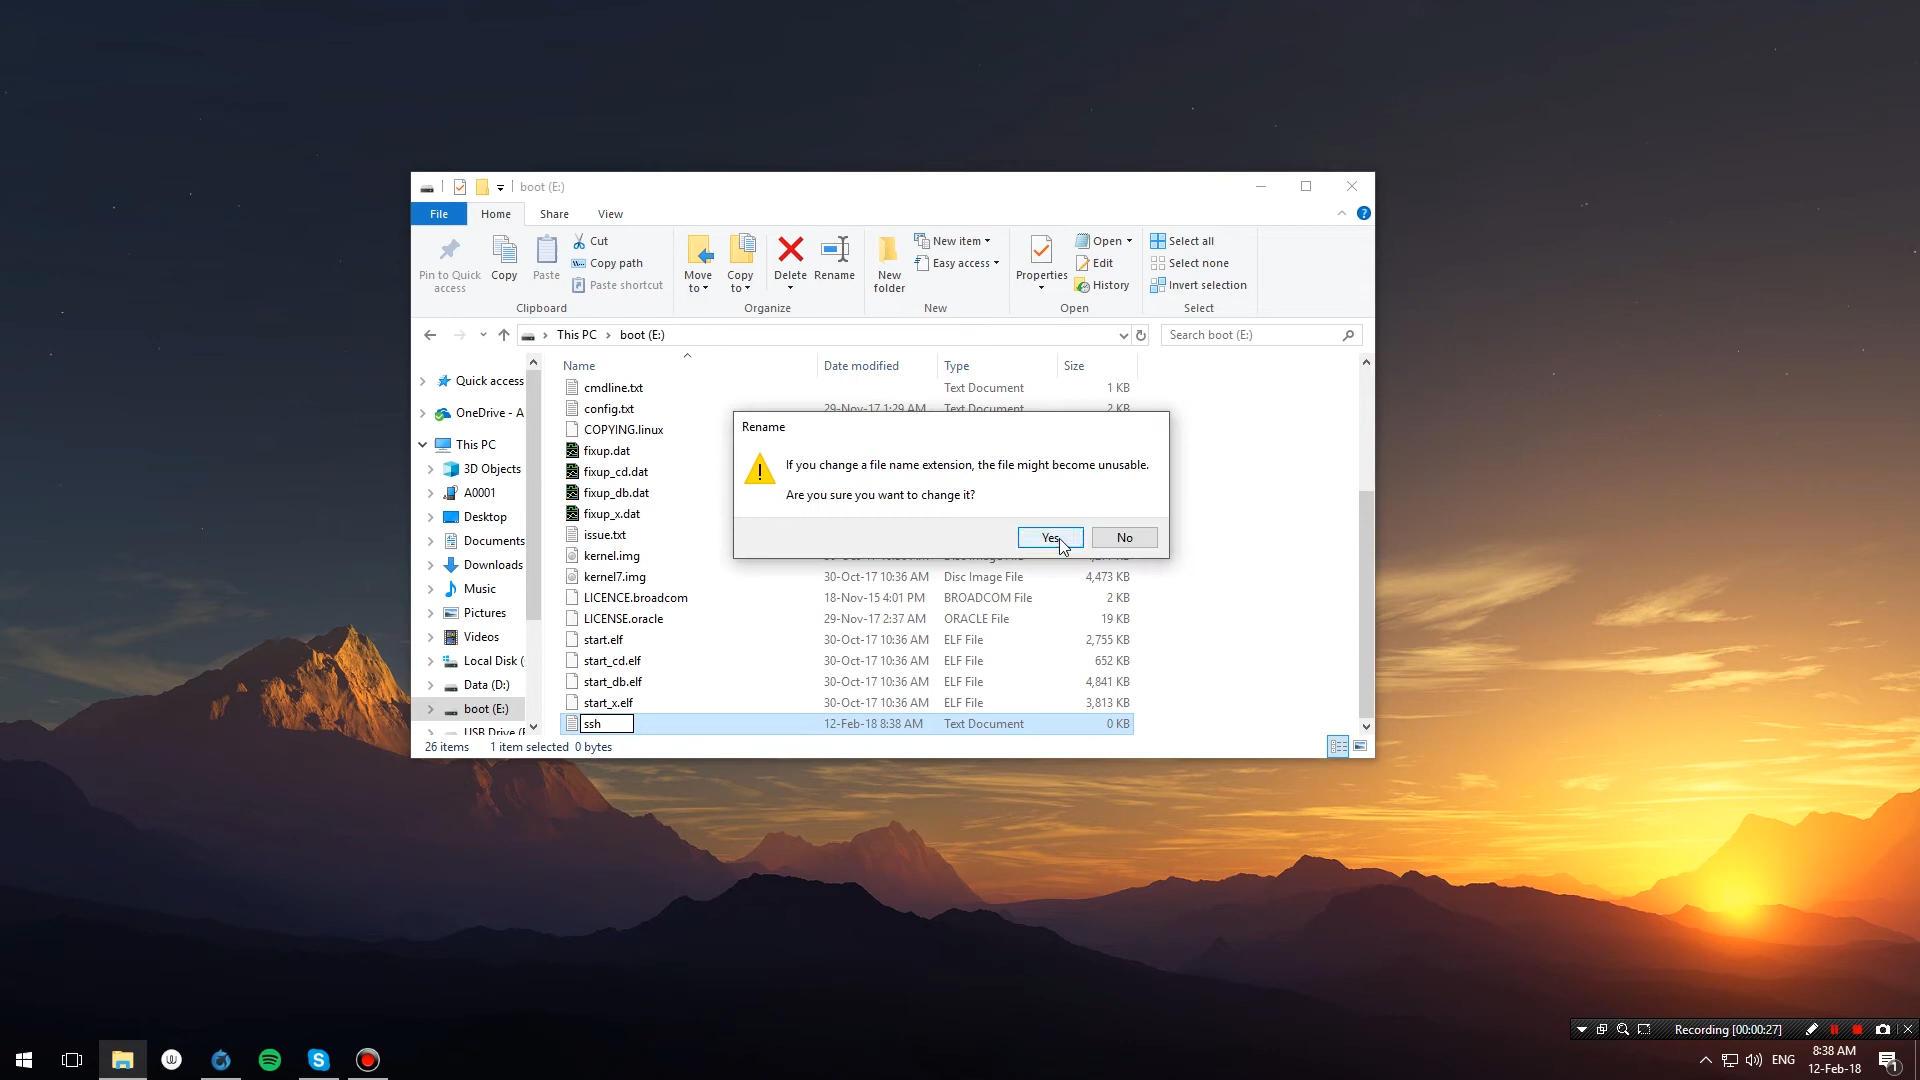 boot (E:)
File Home Share View
Pin to Quick access
Copy
Paste
Cut
Copy path
Paste shortcut
Clipboard
Move to
Copy to
Delete
Rename
Organize
New folder
New item
Easy access
New
Properties
Open
Edit
History
Open
Select all
Select none
Invert selection
Select
This PC boot (E:)
Search boot (E:)
Name Date modified Type Size
Quick access
OneDrive - A
This PC
3D Objects
A0001
Desktop
Documents
Downloads
Music
Pictures
Videos
Local Disk (
Data (D:)
boot (E:)
cmdline.txt Text Document 1 KB
config.txt 29-Nov-17 1:29 AM Text Document 2 KB
COPYING.linux
fixup.dat
fixup_cd.dat
fixup_db.dat
fixup_x.dat
issue.txt
kernel.img
kernel7.img 30-Oct-17 10:36 AM Disc Image File 4,473 KB
LICENCE.broadcom 18-Nov-15 4:01 PM BROADCOM File 2 KB
LICENSE.oracle 29-Nov-17 2:37 AM ORACLE File 19 KB
start.elf 30-Oct-17 10:36 AM ELF File 2,755 KB
start_cd.elf 30-Oct-17 10:36 AM ELF File 652 KB
start_db.elf 30-Oct-17 10:36 AM ELF File 4,841 KB
start_x.elf 30-Oct-17 10:36 AM ELF File 3,813 KB
ssh 12-Feb-18 8:38 AM Text Document 0 KB
26 items 1 item selected 0 bytes
Rename
If you change a file name extension, the file might become unusable.
Are you sure you want to change it?
Yes No
Recording [00:00:27]
ENG
8:38 AM
12-Feb-18
1